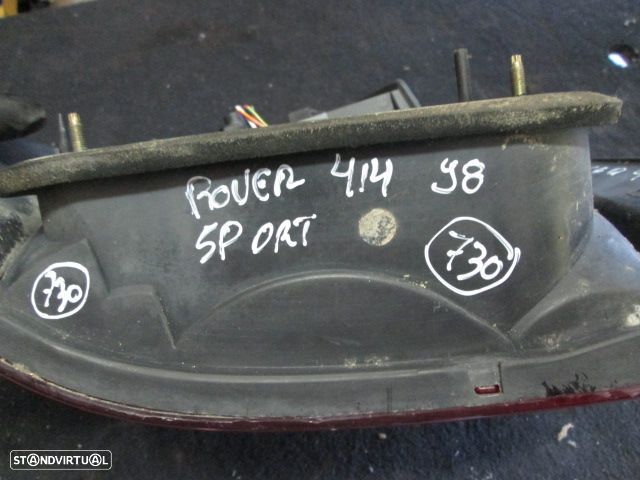 ROVER 414 98
SPORT
730
730
STANDVIRTUAL